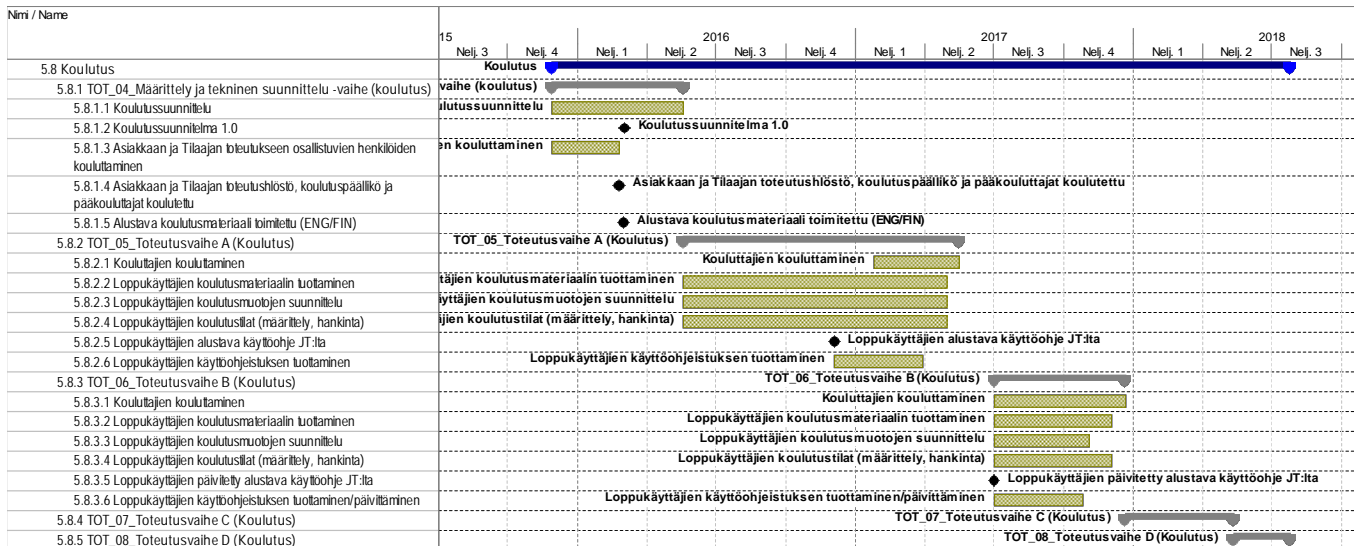 Nimi / Name
15 2016 2017 2018
Nelj. 3 Nelj. 4 Nelj. 1 Nelj. 2 Nelj. 3 Nelj. 4 Nelj. 1 Nelj. 2 Nelj. 3 Nelj. 4 Nelj. 1 Nelj. 2 Nelj. 3
5.8 Koulutus Koulutus
5.8.1 TOT_04_Määrittely ja tekninen suunnittelu -vaihe (koulutus) vaihe (koulutus)
5.8.1.1 Koulutussuunnittelu ulutussuunnittelu
5.8.1.2 Koulutussuunnitelma 1.0 Koulutussuunnitelma 1.0
5.8.1.3 Asiakkaan ja Tilaajan toteutukseen osallistuvien henkilöiden en kouluttaminen
kouluttaminen
5.8.1.4 Asiakkaan ja Tilaajan toteutushlöstö, koulutuspäällikö ja Asiakkaan ja Tilaajan toteutushlöstö, koulutuspäällikö ja pääkouluttajat koulutettu
pääkouluttajat koulutettu
5.8.1.5 Alustava koulutusmateriaali toimitettu (ENG/FIN) Alustava koulutusmateriaali toimitettu (ENG/FIN)
5.8.2 TOT_05_Toteutusvaihe A (Koulutus) TOT_05_Toteutusvaihe A (Koulutus)
5.8.2.1 Kouluttajien kouluttaminen Kouluttajien kouluttaminen
5.8.2.2 Loppukäyttäjien koulutusmateriaalin tuottaminen täjien koulutusmateriaalin tuottaminen
5.8.2.3 Loppukäyttäjien koulutusmuotojen suunnittelu yttäjien koulutusmuotojen suunnittelu
5.8.2.4 Loppukäyttäjien koulutustilat (määrittely, hankinta) jien koulutustilat (määrittely, hankinta)
5.8.2.5 Loppukäyttäjien alustava käyttöohje JT:lta Loppukäyttäjien alustava käyttöohje JT:lta
5.8.2.6 Loppukäyttäjien käyttöohjeistuksen tuottaminen Loppukäyttäjien käyttöohjeistuksen tuottaminen
5.8.3 TOT_06_Toteutusvaihe B (Koulutus) TOT_06_Toteutusvaihe B (Koulutus)
5.8.3.1 Kouluttajien kouluttaminen Kouluttajien kouluttaminen
5.8.3.2 Loppukäyttäjien koulutusmateriaalin tuottaminen Loppukäyttäjien koulutusmateriaalin tuottaminen
5.8.3.3 Loppukäyttäjien koulutusmuotojen suunnittelu Loppukäyttäjien koulutusmuotojen suunnittelu
5.8.3.4 Loppukäyttäjien koulutustilat (määrittely, hankinta) Loppukäyttäjien koulutustilat (määrittely, hankinta)
5.8.3.5 Loppukäyttäjien päivitetty alustava käyttöohje JT:lta Loppukäyttäjien päivitetty alustava käyttöohje JT:lta
5.8.3.6 Loppukäyttäjien käyttöohjeistuksen tuottaminen/päivittäminen Loppukäyttäjien käyttöohjeistuksen tuottaminen/päivittäminen
5.8.4 TOT_07_Toteutusvaihe C (Koulutus) TOT_07_Toteutusvaihe C (Koulutus)
5.8.5 TOT_08_Toteutusvaihe D (Koulutus) TOT_08_Toteutusvaihe D (Koulutus)